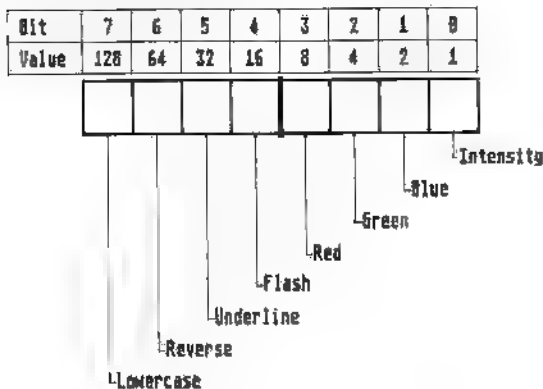 Bit 7 6 5 4 3 2 1 0
Value 128 64 32 16 8 4 2 1
Intensity
Blue
Green
Red
Flash
Underline
Reverse
Lowercase